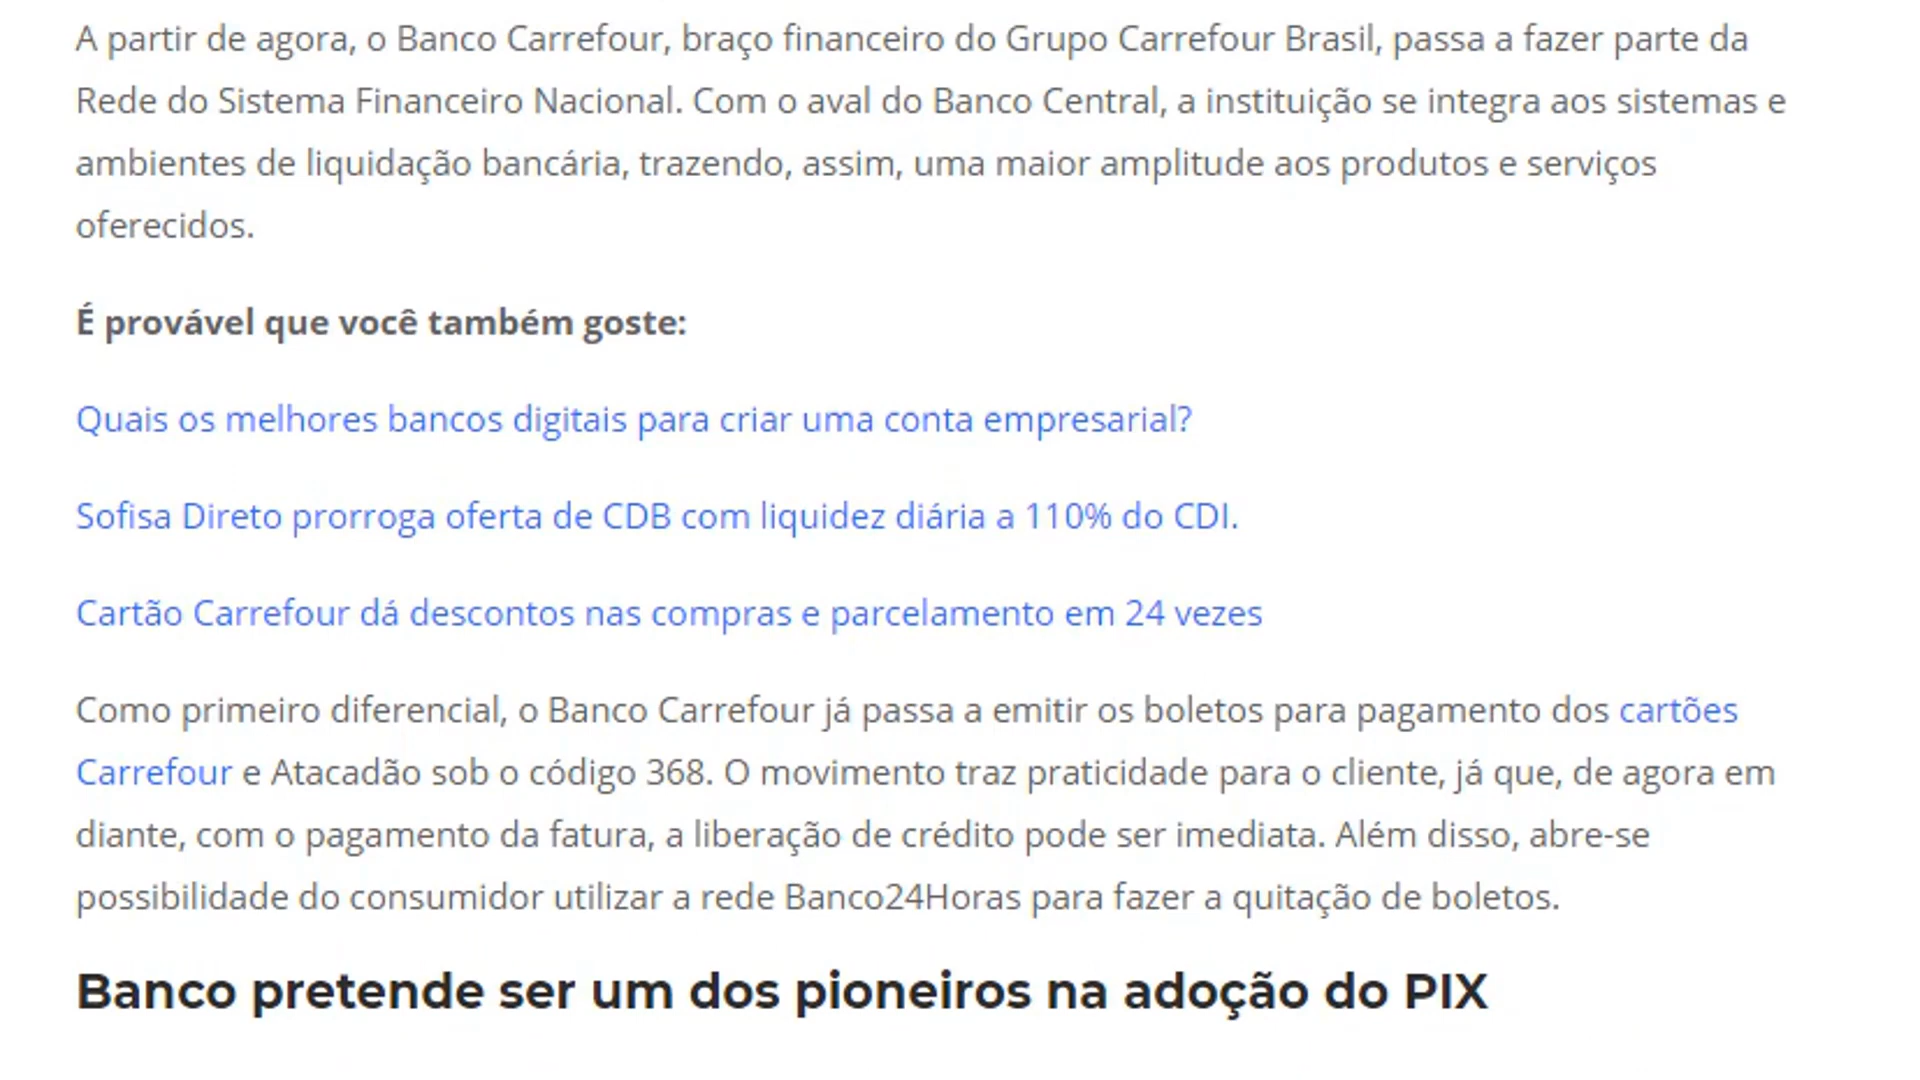 A partir de agora, o Banco Carrefour, braço financeiro do Grupo Carrefour Brasil, passa a fazer parte da
Rede do Sistema Financeiro Nacional. Com o aval do Banco Central, a instituição se integra aos sistemas e
ambientes de liquidação bancária, trazendo, assim, uma maior amplitude aos produtos e serviços
oferecidos.
É provável que você também goste:
Quais os melhores bancos digitais para criar uma conta empresarial?
Sofisa Direto prorroga oferta de CDB com liquidez diária a 110% do CDI.
Cartão Carrefour dá descontos nas compras e parcelamento em 24 vezes
Como primeiro diferencial, o Banco Carrefour já passa a emitir os boletos para pagamento dos cartões
Carrefour e Atacadão sob o código 368. O movimento traz praticidade para o cliente, já que, de agora em
diante, com o pagamento da fatura, a liberação de crédito pode ser imediata. Além disso, abre-se
possibilidade do consumidor utilizar a rede Banco24Horas para fazer a quitação de boletos.
Banco pretende ser um dos pioneiros na adoção do PIX